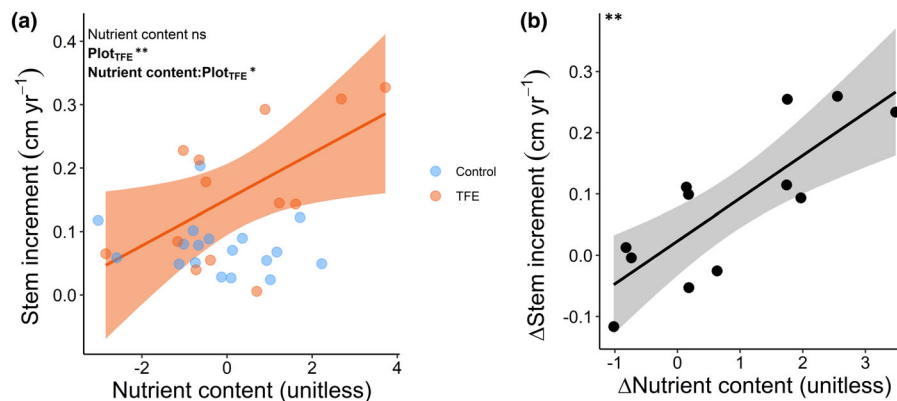 (a)
Nutrient content ns
Plot_TFE **
Nutrient content:Plot_TFE *
Stem increment (cm yr⁻¹)
0.4
0.3
0.2
0.1
0.0
-2
0
2
4
Nutrient content (unitless)
Control
TFE
(b)
**
ΔStem increment (cm yr⁻¹)
0.3
0.2
0.1
0.0
-0.1
-1
0
1
2
3
ΔNutrient content (unitless)